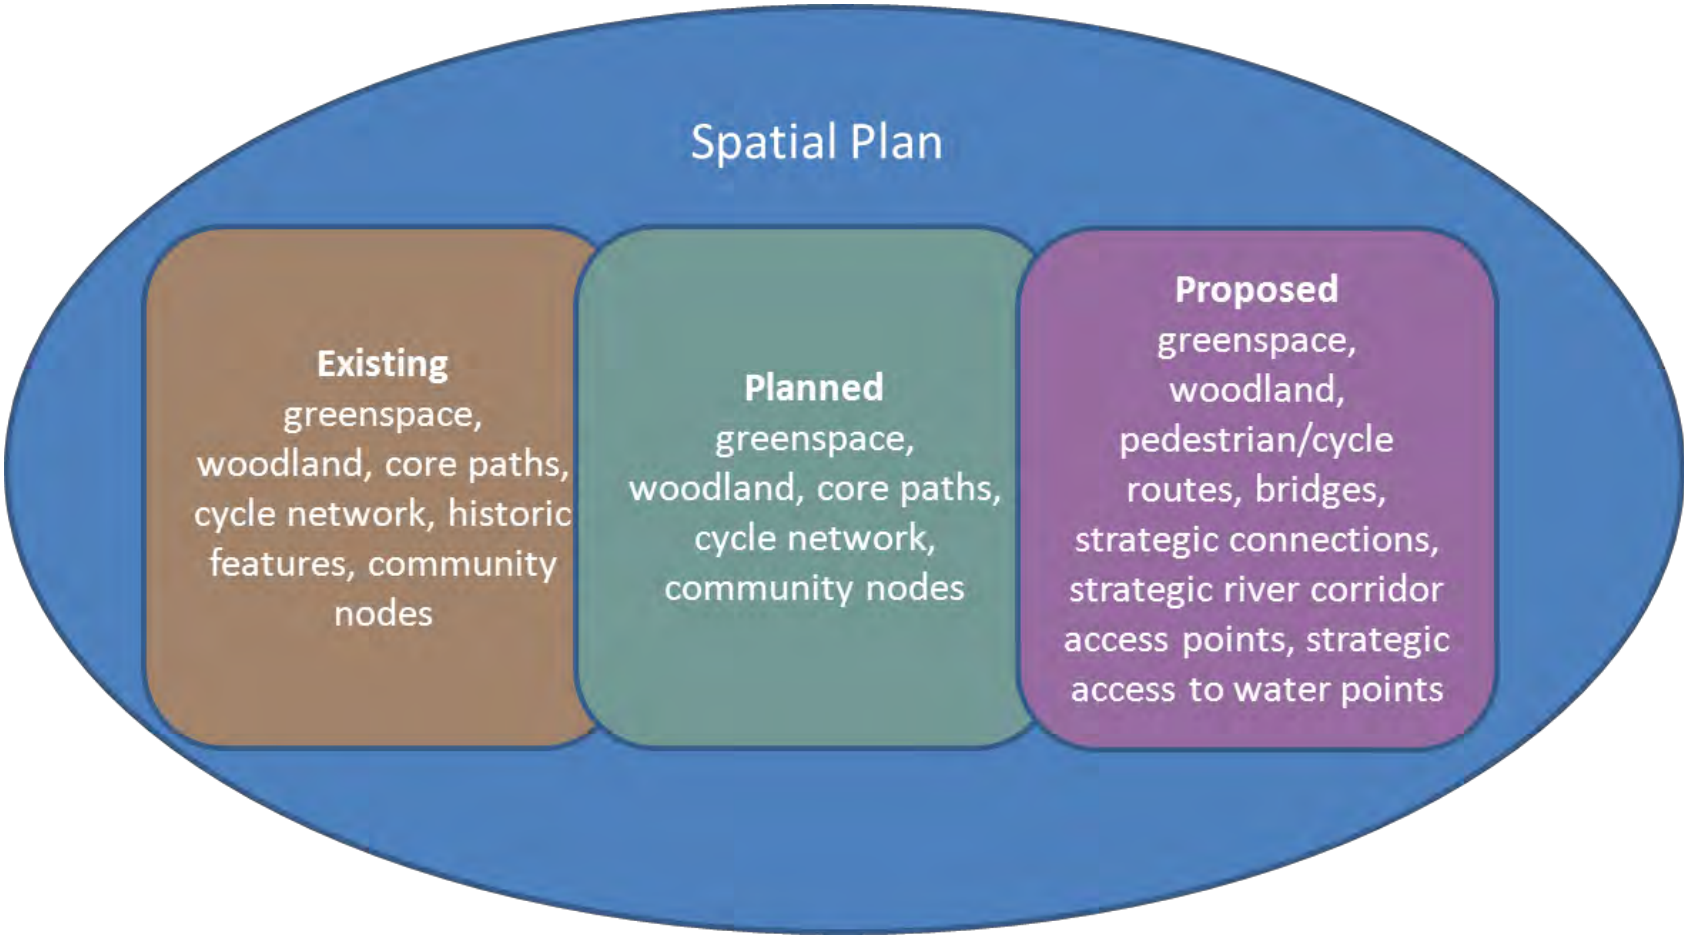 Spatial Plan
Existing
greenspace,
woodland, core paths,
cycle network, historic
features, community
nodes
Planned
greenspace,
woodland, core paths,
cycle network,
community nodes
Proposed
greenspace,
woodland,
pedestrian/cycle
routes, bridges,
strategic connections,
strategic river corridor
access points, strategic
access to water points